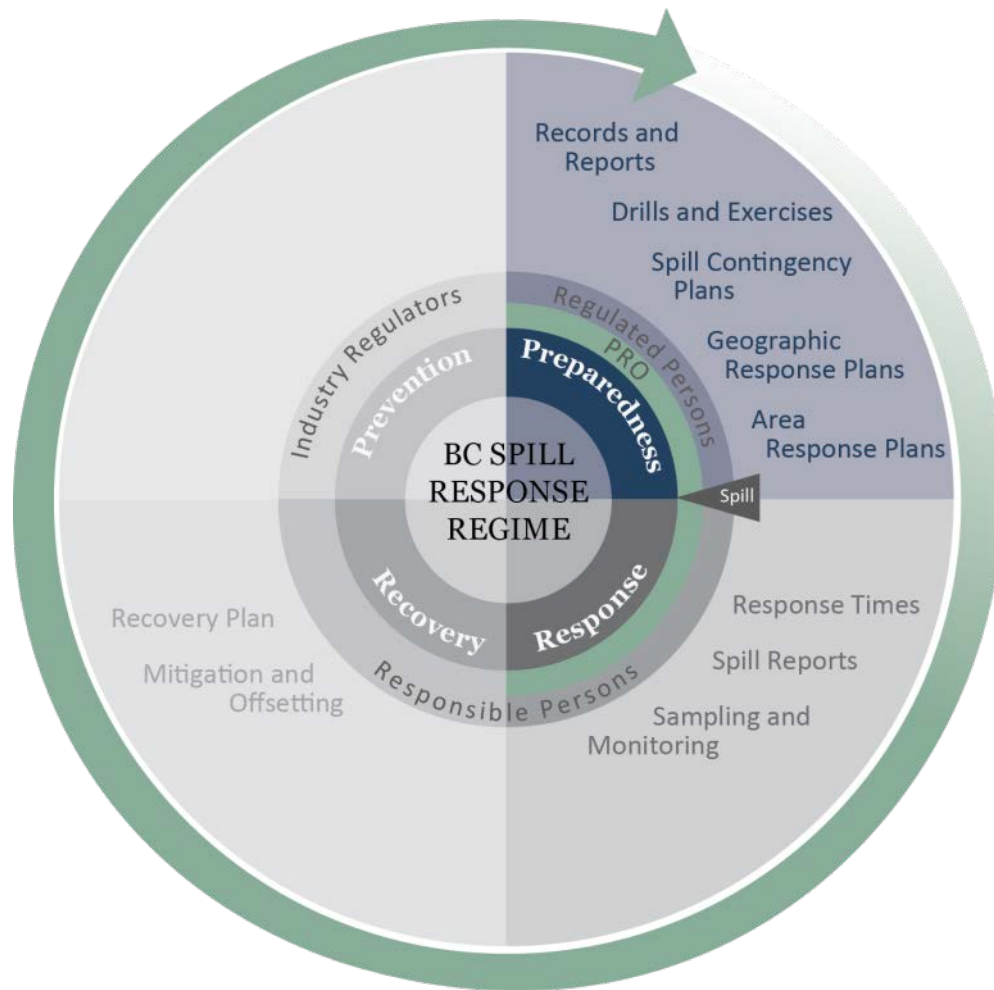 Records and
Reports
Drills and Exercises
Spill Contingency
Plans
Geographic
Response Plans
Area
Response Plans
Industry Regulators
Regulated Persons
PRO
Prevention
Preparedness
BC SPILL
RESPONSE
REGIME
Spill
Recovery
Response
Responsible Persons
Response Times
Spill Reports
Sampling and
Monitoring
Recovery Plan
Mitigation and
Offsetting